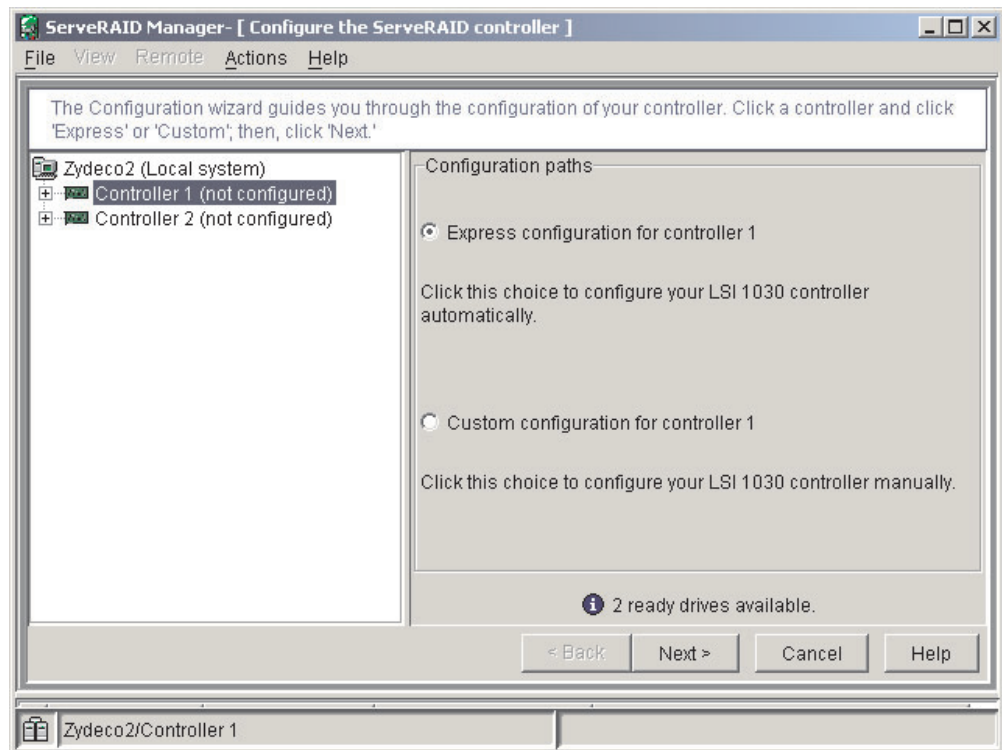 ServeRAID Manager- [ Configure the ServeRAID controller ]
File View Remote Actions Help
The Configuration wizard guides you through the configuration of your controller. Click a controller and click
'Express' or 'Custom'; then, click 'Next.'
Zydeco2 (Local system)
Controller 1 (not configured)
Controller 2 (not configured)
Configuration paths
Express configuration for controller 1
Click this choice to configure your LSI 1030 controller
automatically.
Custom configuration for controller 1
Click this choice to configure your LSI 1030 controller manually.
2 ready drives available.
< Back Next > Cancel Help
Zydeco2/Controller 1